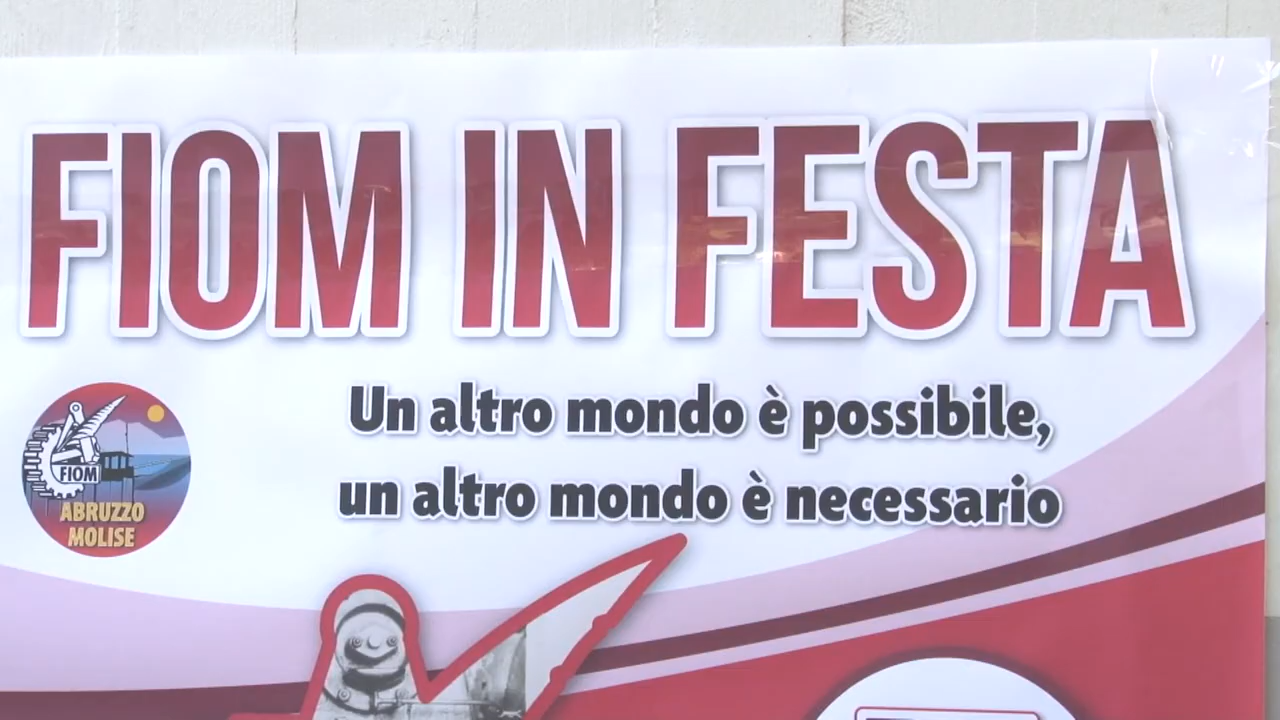 FIOM IN FESTA
Un altro mondo è possibile,
un altro mondo è necessario
FIOM
ABRUZZO
MOLISE